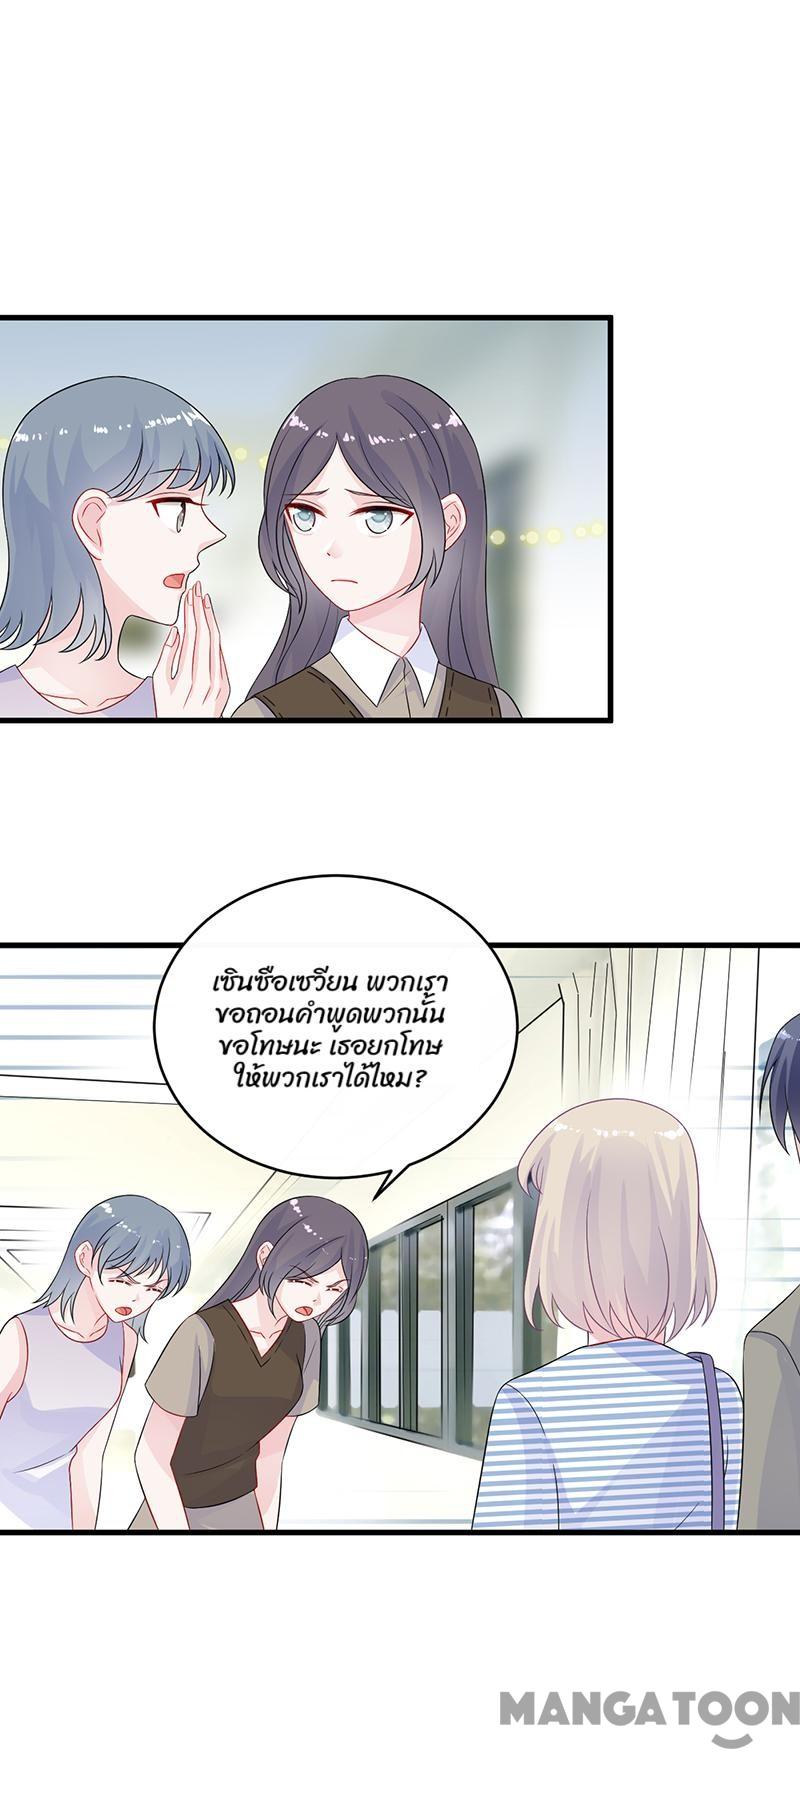 เซินซือเซวียน พวกเรา
ขอถอนคำพูดพวกนั้น
ขอโทษนะ เธอยกโทษ
ให้พวกเราได้ไหม?
MANGA TOON